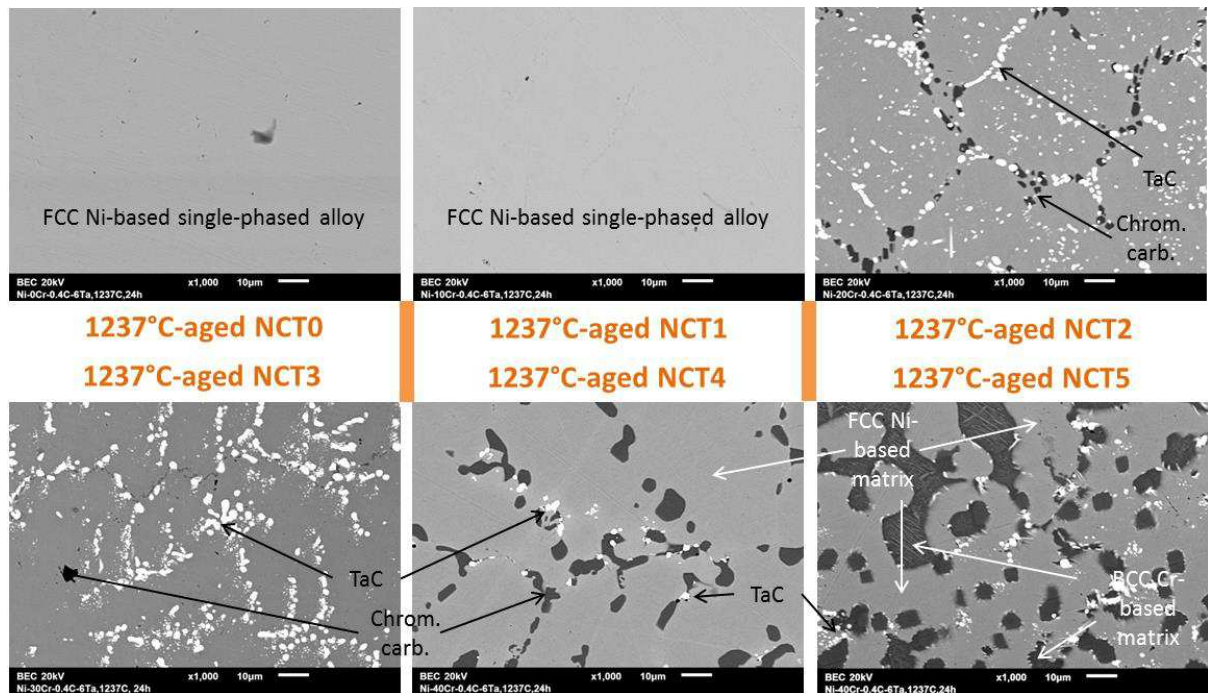 FCC Ni-based single-phased alloy
BEC 20kV x1,000 10µm
Ni-0Cr-0.4C-6Ta,1237C,24h
FCC Ni-based single-phased alloy
BEC 20kV x1,000 10µm
Ni-10Cr-0.4C-6Ta,1237C,24h
TaC
Chrom.
carb.
BEC 20kV x1,000 10µm
Ni-20Cr-0.4C-6Ta,1237C,24h
1237°C-aged NCT0
1237°C-aged NCT1
1237°C-aged NCT2
1237°C-aged NCT3
1237°C-aged NCT4
1237°C-aged NCT5
TaC
Chrom.
carb.
BEC 20kV x1,000 10µm
Ni-30Cr-0.4C-6Ta,1237C, 24h
TaC
BEC 20kV x1,000 10µm
Ni-40Cr-0.4C-6Ta,1237C, 24h
FCC Ni-
based
matrix
BCC Cr-
based
matrix
BEC 20kV x1,000 10µm
Ni-40Cr-0.4C-6Ta,1237C, 24h